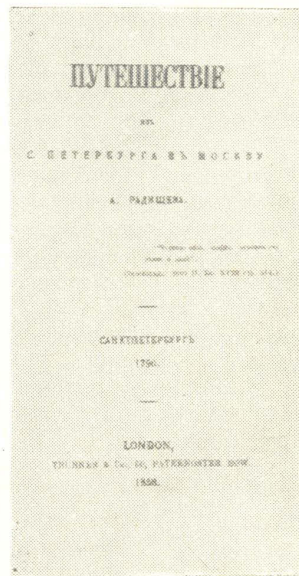 ПУТЕШЕСТВІЕ
ИЗЪ
С. ПЕТЕРБУРГА ВЪ МОСКВУ
А. РАДИЩЕВА.
САНКТПЕТЕРБУРГЪ
1790.
LONDON,
TRÜBNER & Co. 60, PATERNOSTER ROW.
1858.